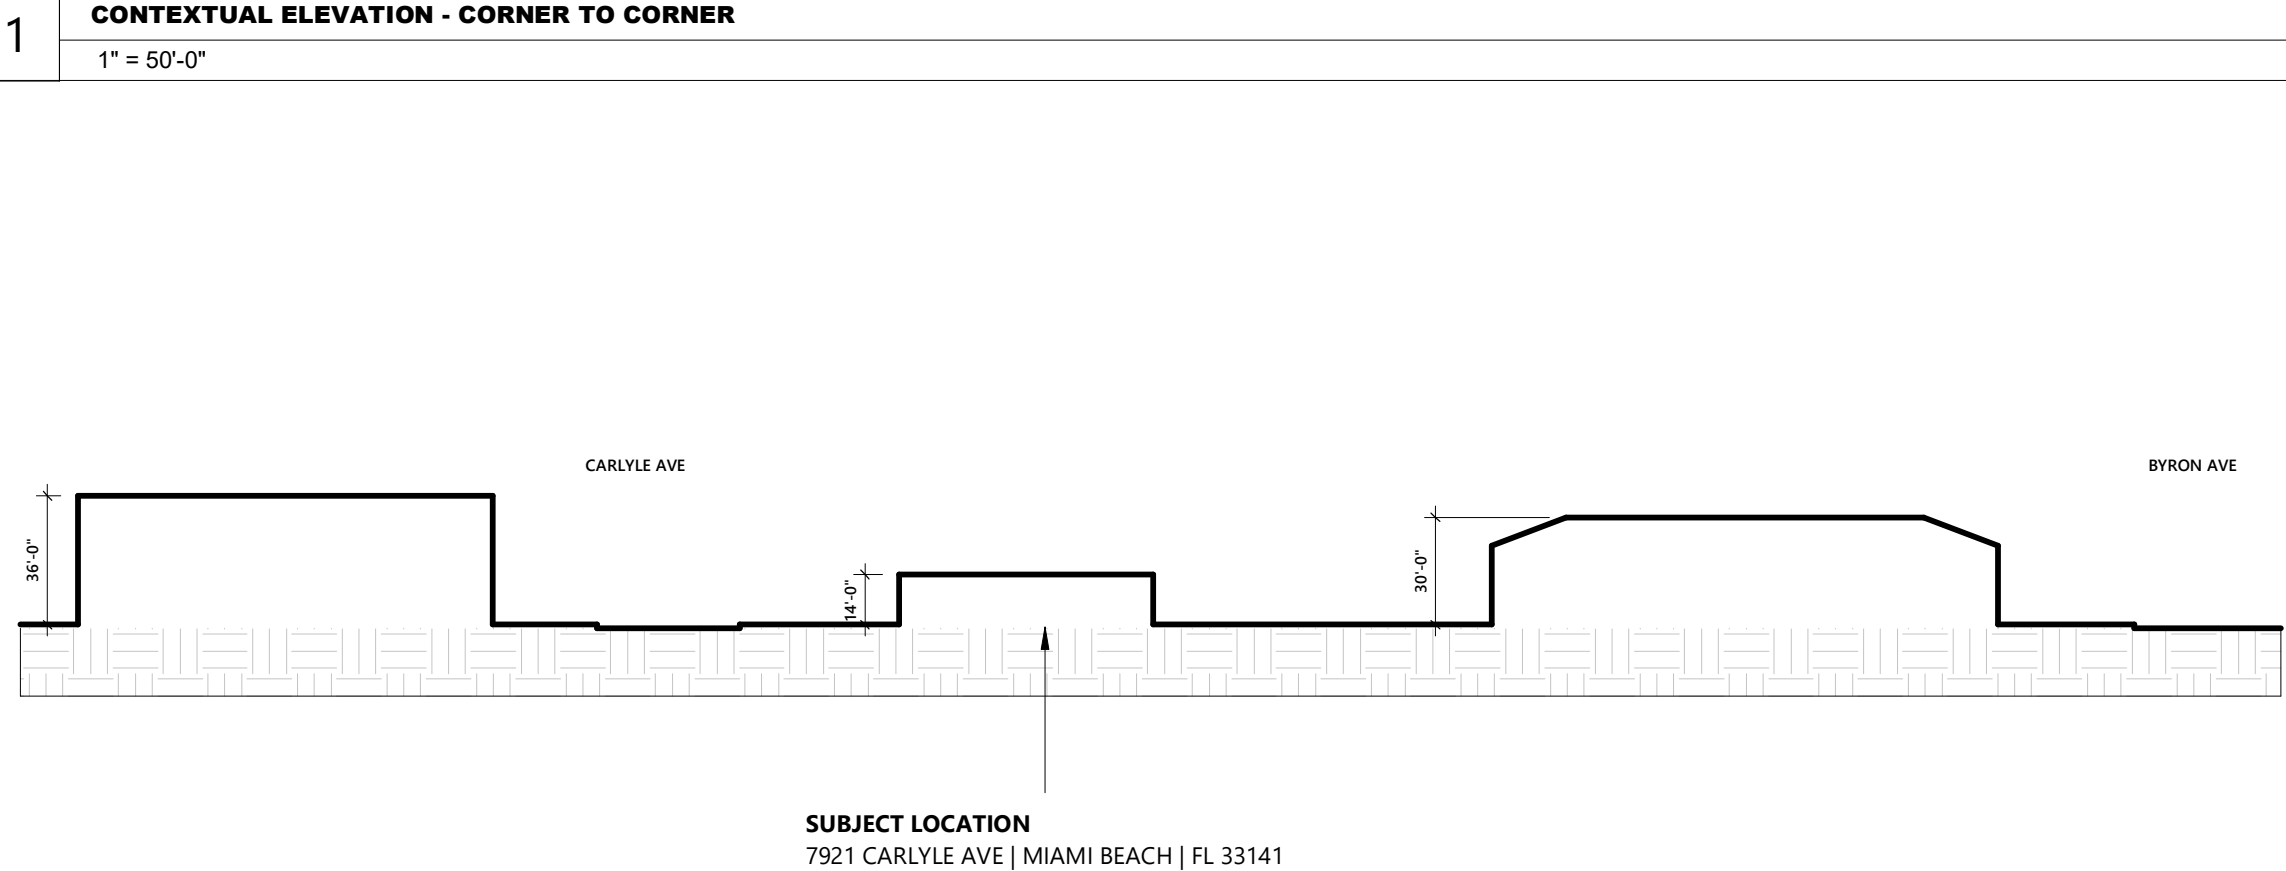 1
CONTEXTUAL ELEVATION - CORNER TO CORNER
1" = 50'-0"
CARLYLE AVE
BYRON AVE
36'-0"
14'-0"
30'-0"
SUBJECT LOCATION
7921 CARLYLE AVE | MIAMI BEACH | FL 33141